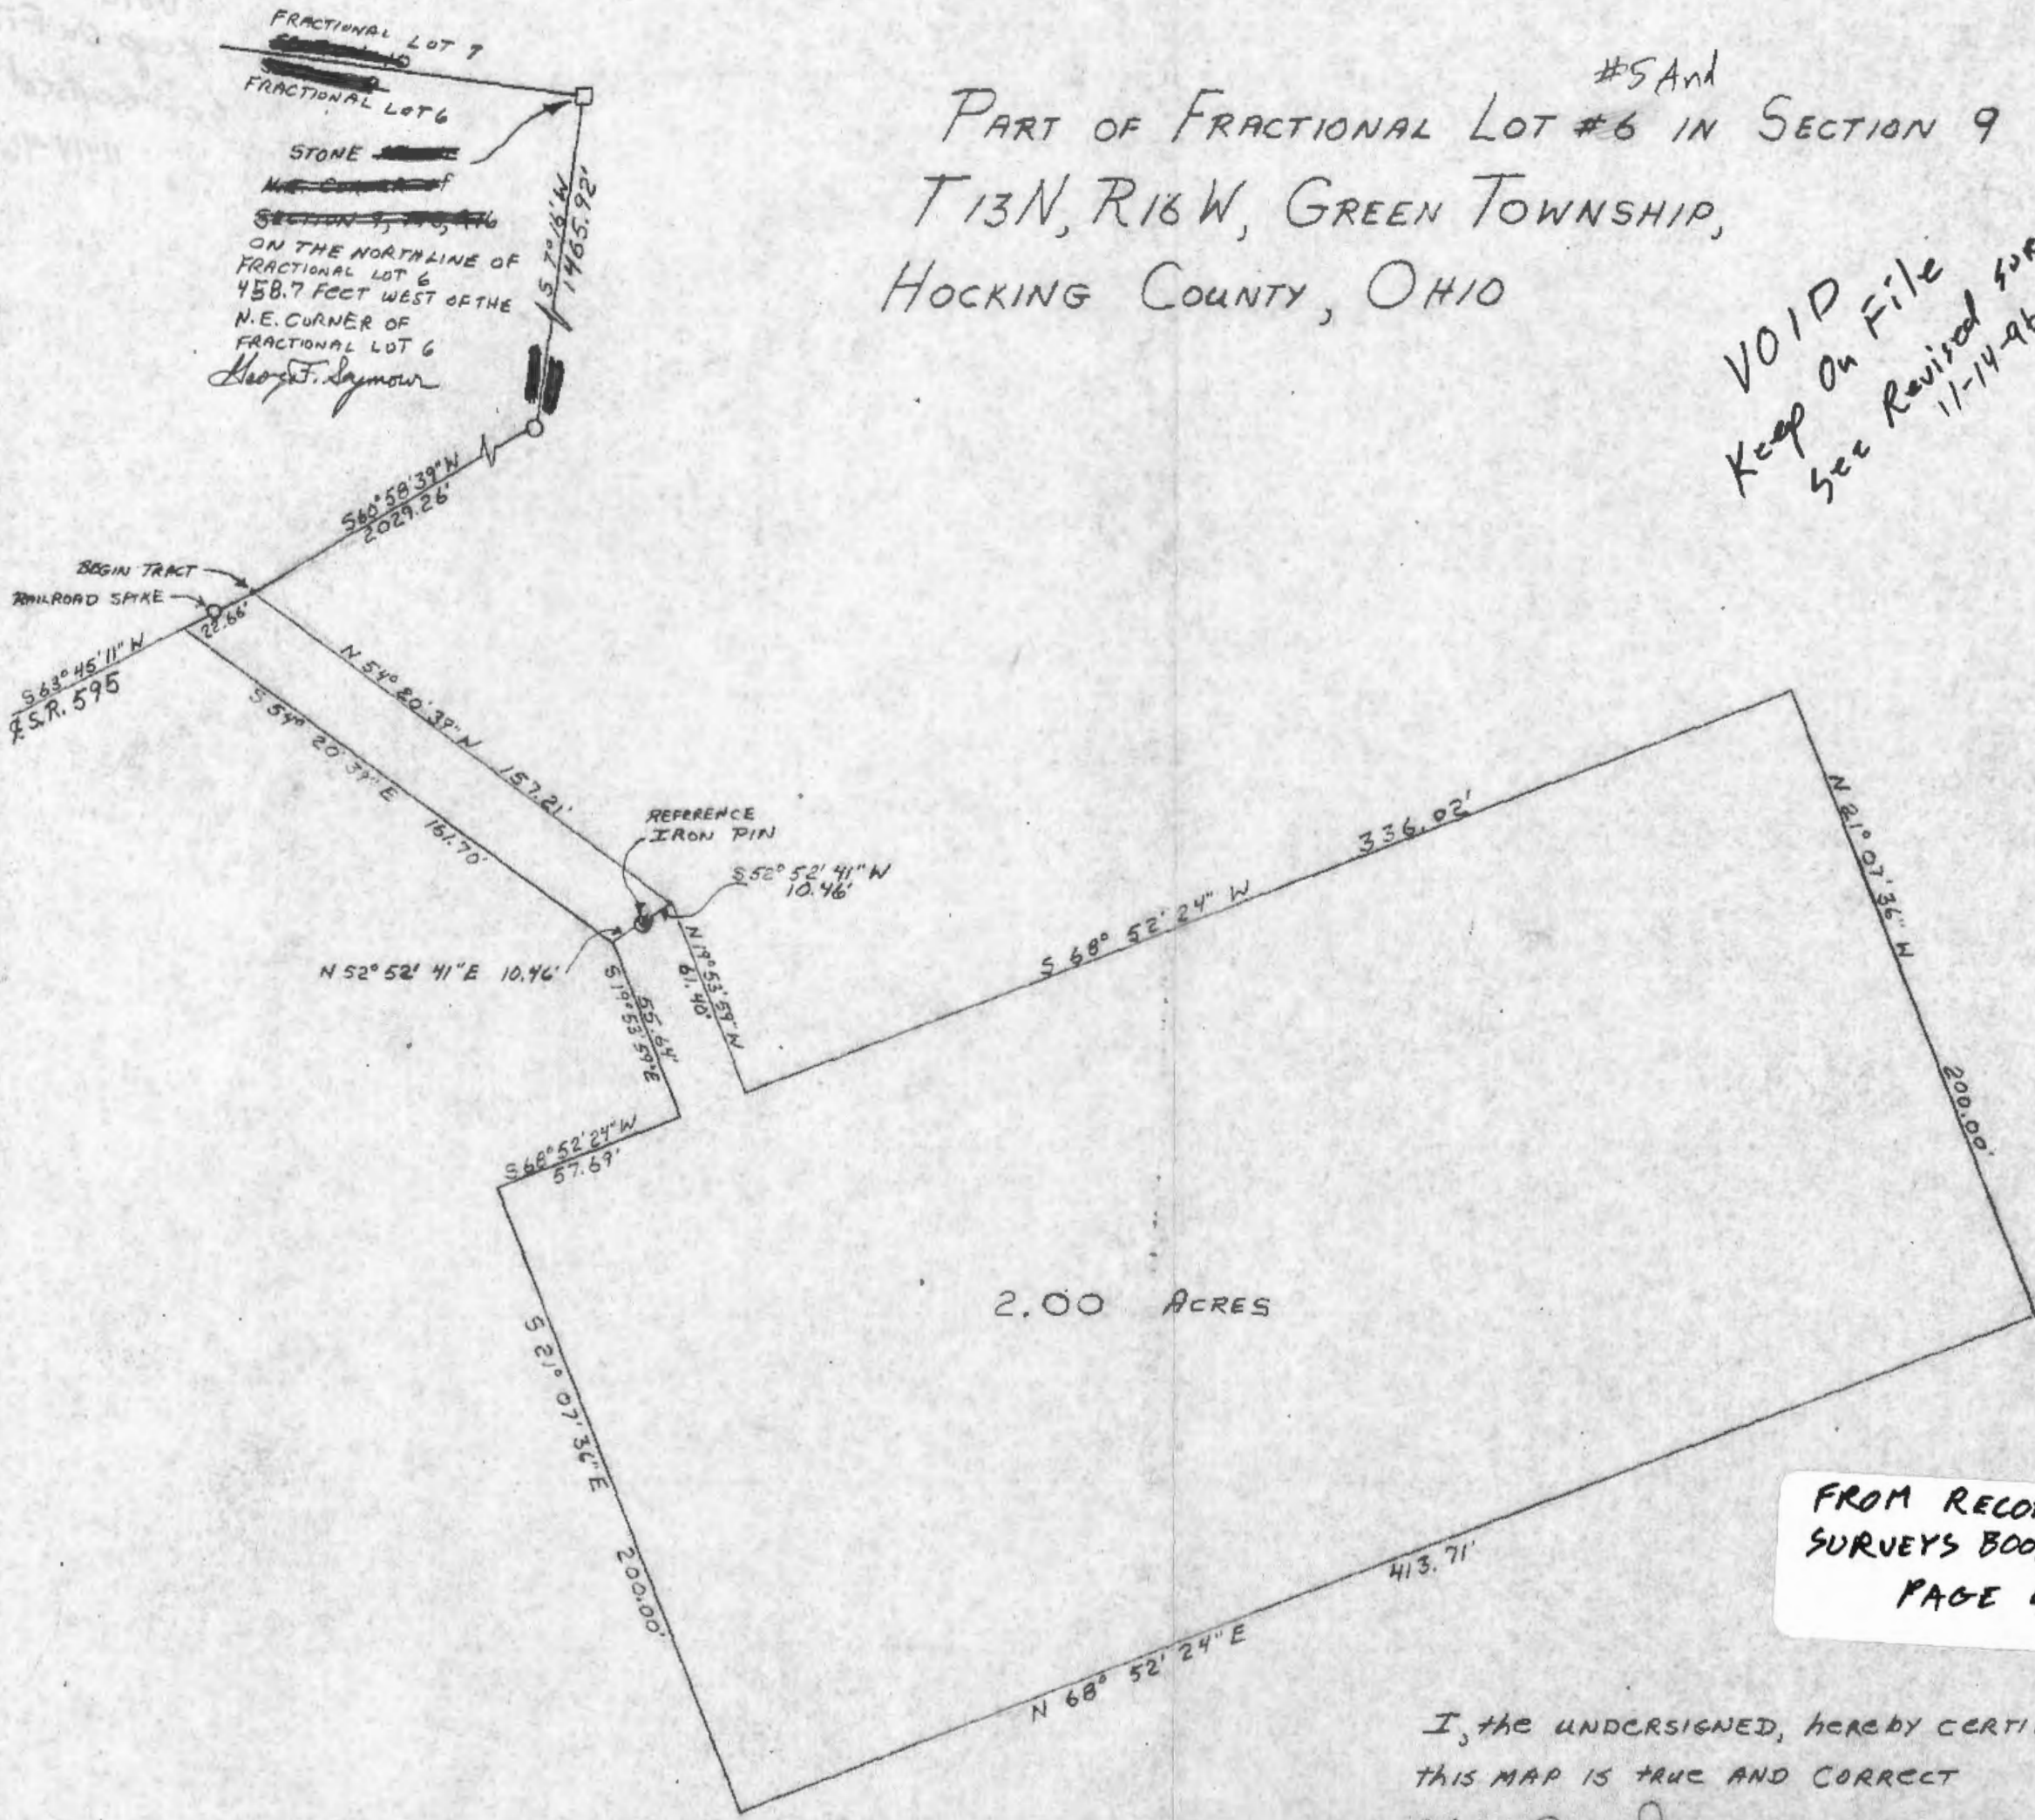 FRACTIONAL LOT 7
FRACTIONAL LOT 6
STONE
ON THE NORTH LINE OF
FRACTIONAL LOT 6
458.7 FEET WEST OF THE
N.E. CORNER OF
FRACTIONAL LOT 6
George F. Seymour
S 7° 16' W
1465.92'
#5 And
PART OF FRACTIONAL LOT #6 IN SECTION 9
T13N, R16W, GREEN TOWNSHIP,
HOCKING COUNTY, OHIO
VOID
Keep On File
See Revised
11-14-96
S60° 58' 39" W
2029.26'
BEGIN TRACT
RAILROAD SPIKE
22.66'
S 63° 45' 11" W
℄ S.R. 595
N 54° 20' 39" W
157.21'
S 54° 20' 39" E
161.70'
REFERENCE
IRON PIN
S 52° 52' 41" W
10.46'
N 52° 52' 41" E 10.46'
N 19° 53' 59" W
61.40'
55.64'
S 19° 53' 59" E
S 68° 52' 24" W
336.02'
N 21° 07' 36" W
200.00'
S 68° 52' 24" W
57.69'
2.00 ACRES
S 21° 07' 36" E
200.00'
N 68° 52' 24" E
413.71'
FROM
SURVEYS
PAGE
I, the UNDERSIGNED, hereby
this MAP IS true AND CORRECT